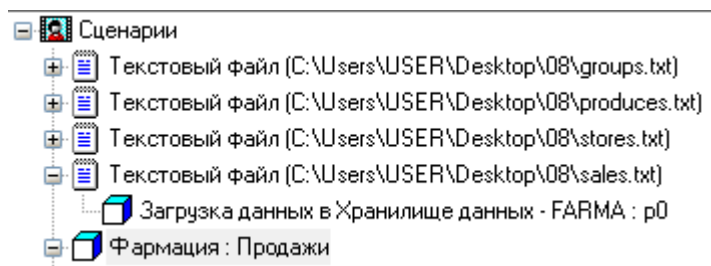 Сценарии
Текстовый файл (C:\Users\USER\Desktop\08\groups.txt)
Текстовый файл (C:\Users\USER\Desktop\08\produces.txt)
Текстовый файл (C:\Users\USER\Desktop\08\stores.txt)
Текстовый файл (C:\Users\USER\Desktop\08\sales.txt)
Загрузка данных в Хранилище данных - FARMA : p0
Фармация : Продажи